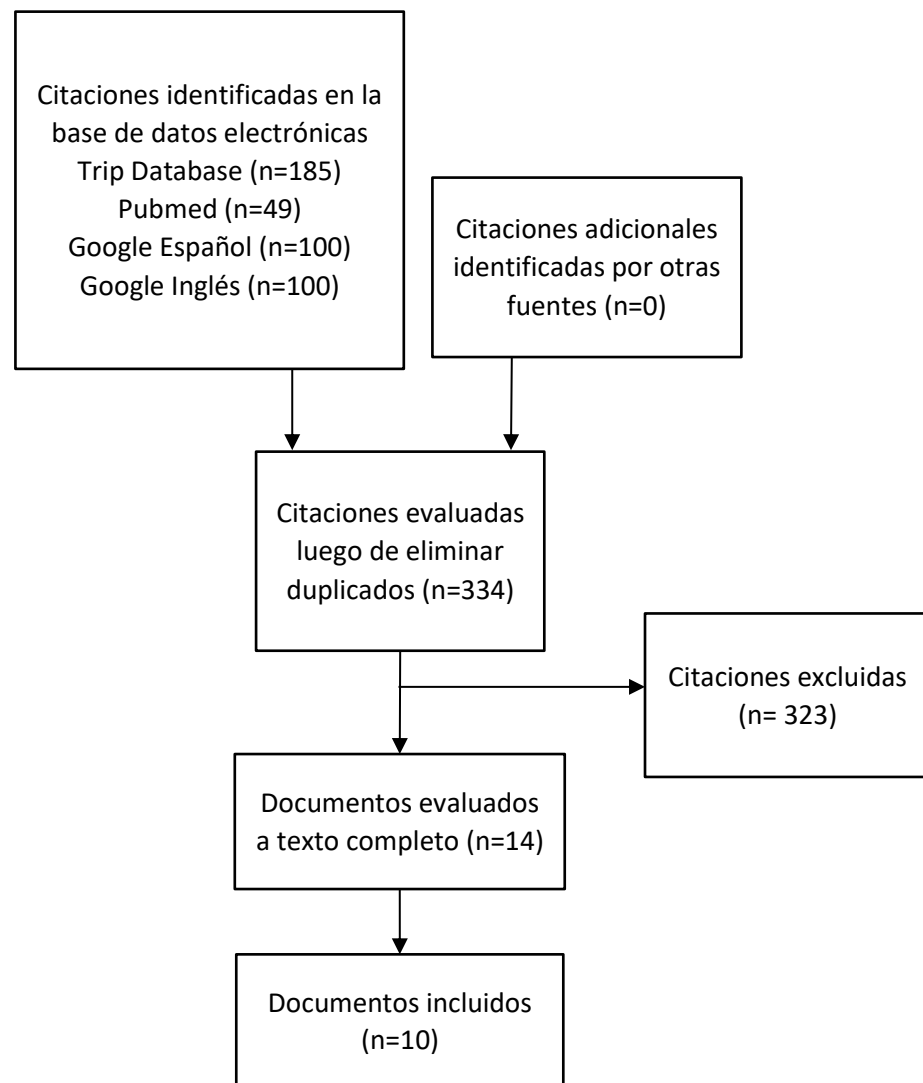 Citaciones identificadas en la
base de datos electrónicas
Trip Database (n=185)
Pubmed (n=49)
Google Español (n=100)
Google Inglés (n=100)
Citaciones adicionales
identificadas por otras
fuentes (n=0)
Citaciones evaluadas
luego de eliminar
duplicados (n=334)
Citaciones excluidas
(n= 323)
Documentos evaluados
a texto completo (n=14)
Documentos incluidos
(n=10)